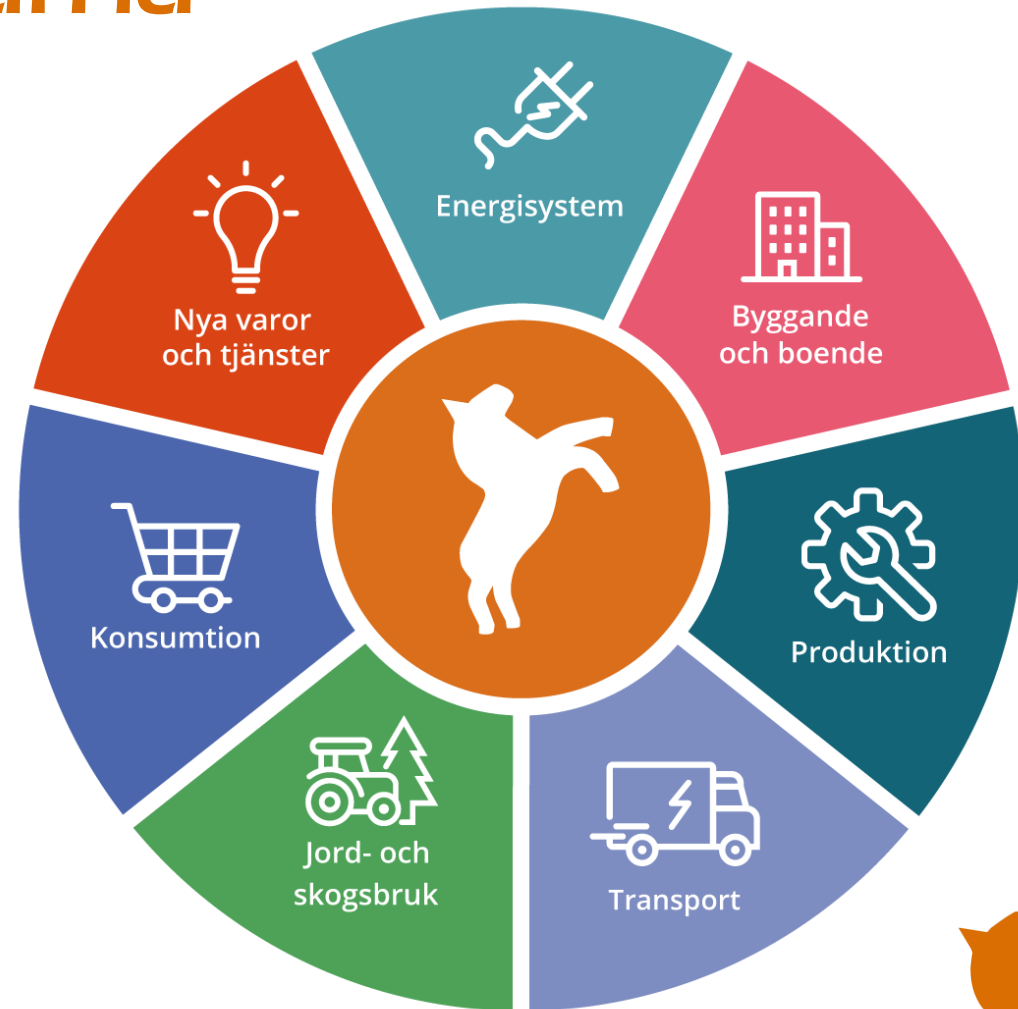 Energisystem
Byggande
och boende
Produktion
Transport
Jord- och
skogsbruk
Konsumtion
Nya varor
och tjänster